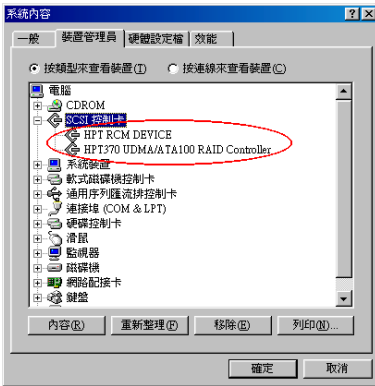 系統內容
一般 裝置管理員 硬體設定檔 效能
按類型來查看裝置(T) 按連線來查看裝置(C)
電腦
CDROM
SCSI 控制卡
HPT RCM DEVICE
HPT370 UDMA/ATA100 RAID Controller
系統裝置
軟式磁碟機控制卡
通用序列匯流排控制卡
連接埠 (COM & LPT)
硬碟控制卡
滑鼠
監視器
磁碟機
網路配接卡
鍵盤
內容(R) 重新整理(F) 移除(E) 列印(N)...
確定 取消